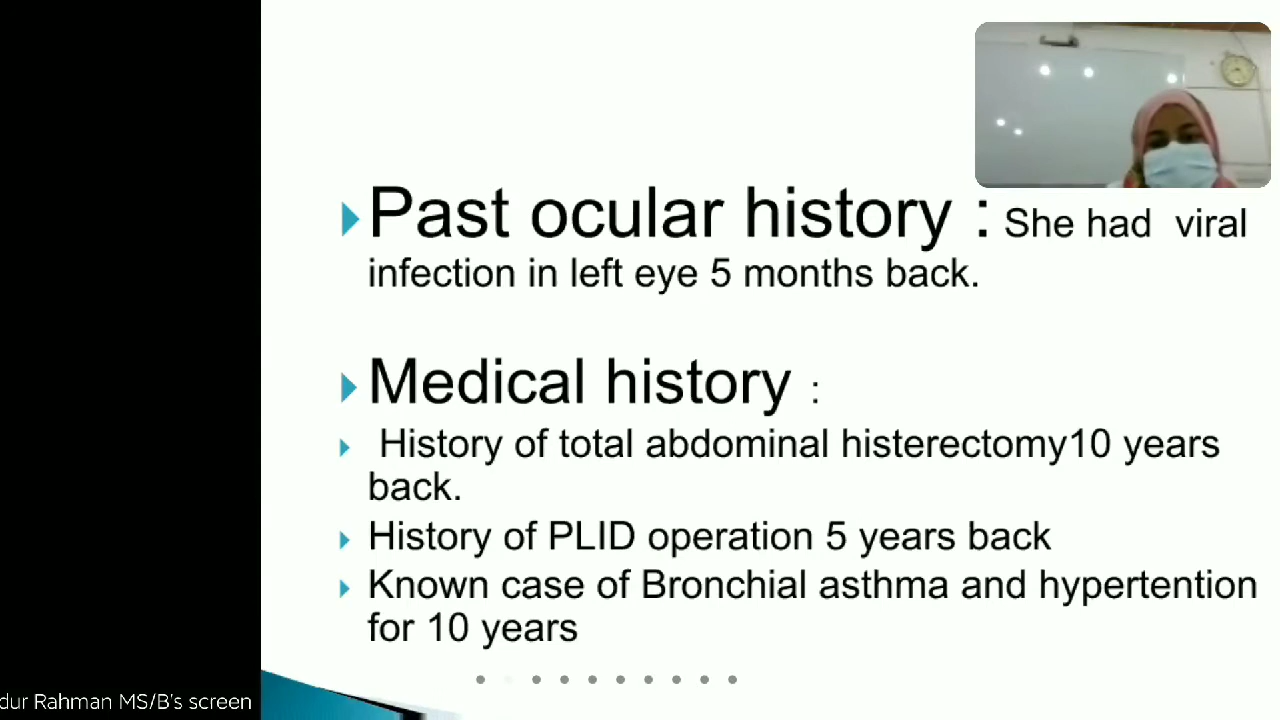 Past ocular history : She had viral
infection in left eye 5 months back.
Medical history :
History of total abdominal histerectomy10 years
back.
History of PLID operation 5 years back
Known case of Bronchial asthma and hypertention
for 10 years
dur Rahman MS/B's screen